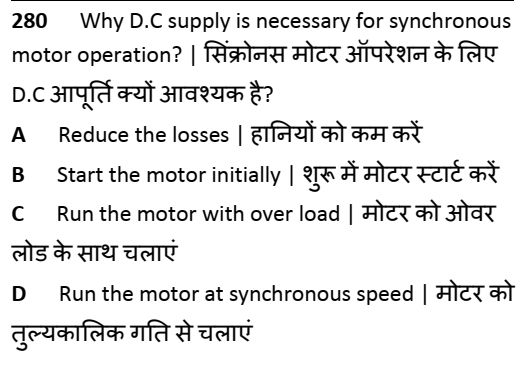 280 Why D.C supply is necessary for synchronous
motor operation? | सिंक्रोनस मोटर ऑपरेशन के लिए
D.C आपूर्ति क्यों आवश्यक है?
A Reduce the losses | हानियों को कम करें
B Start the motor initially | शुरू में मोटर स्टार्ट करें
C Run the motor with over load | मोटर को ओवर
लोड के साथ चलाएं
D Run the motor at synchronous speed | मोटर को
तुल्यकालिक गति से चलाएं